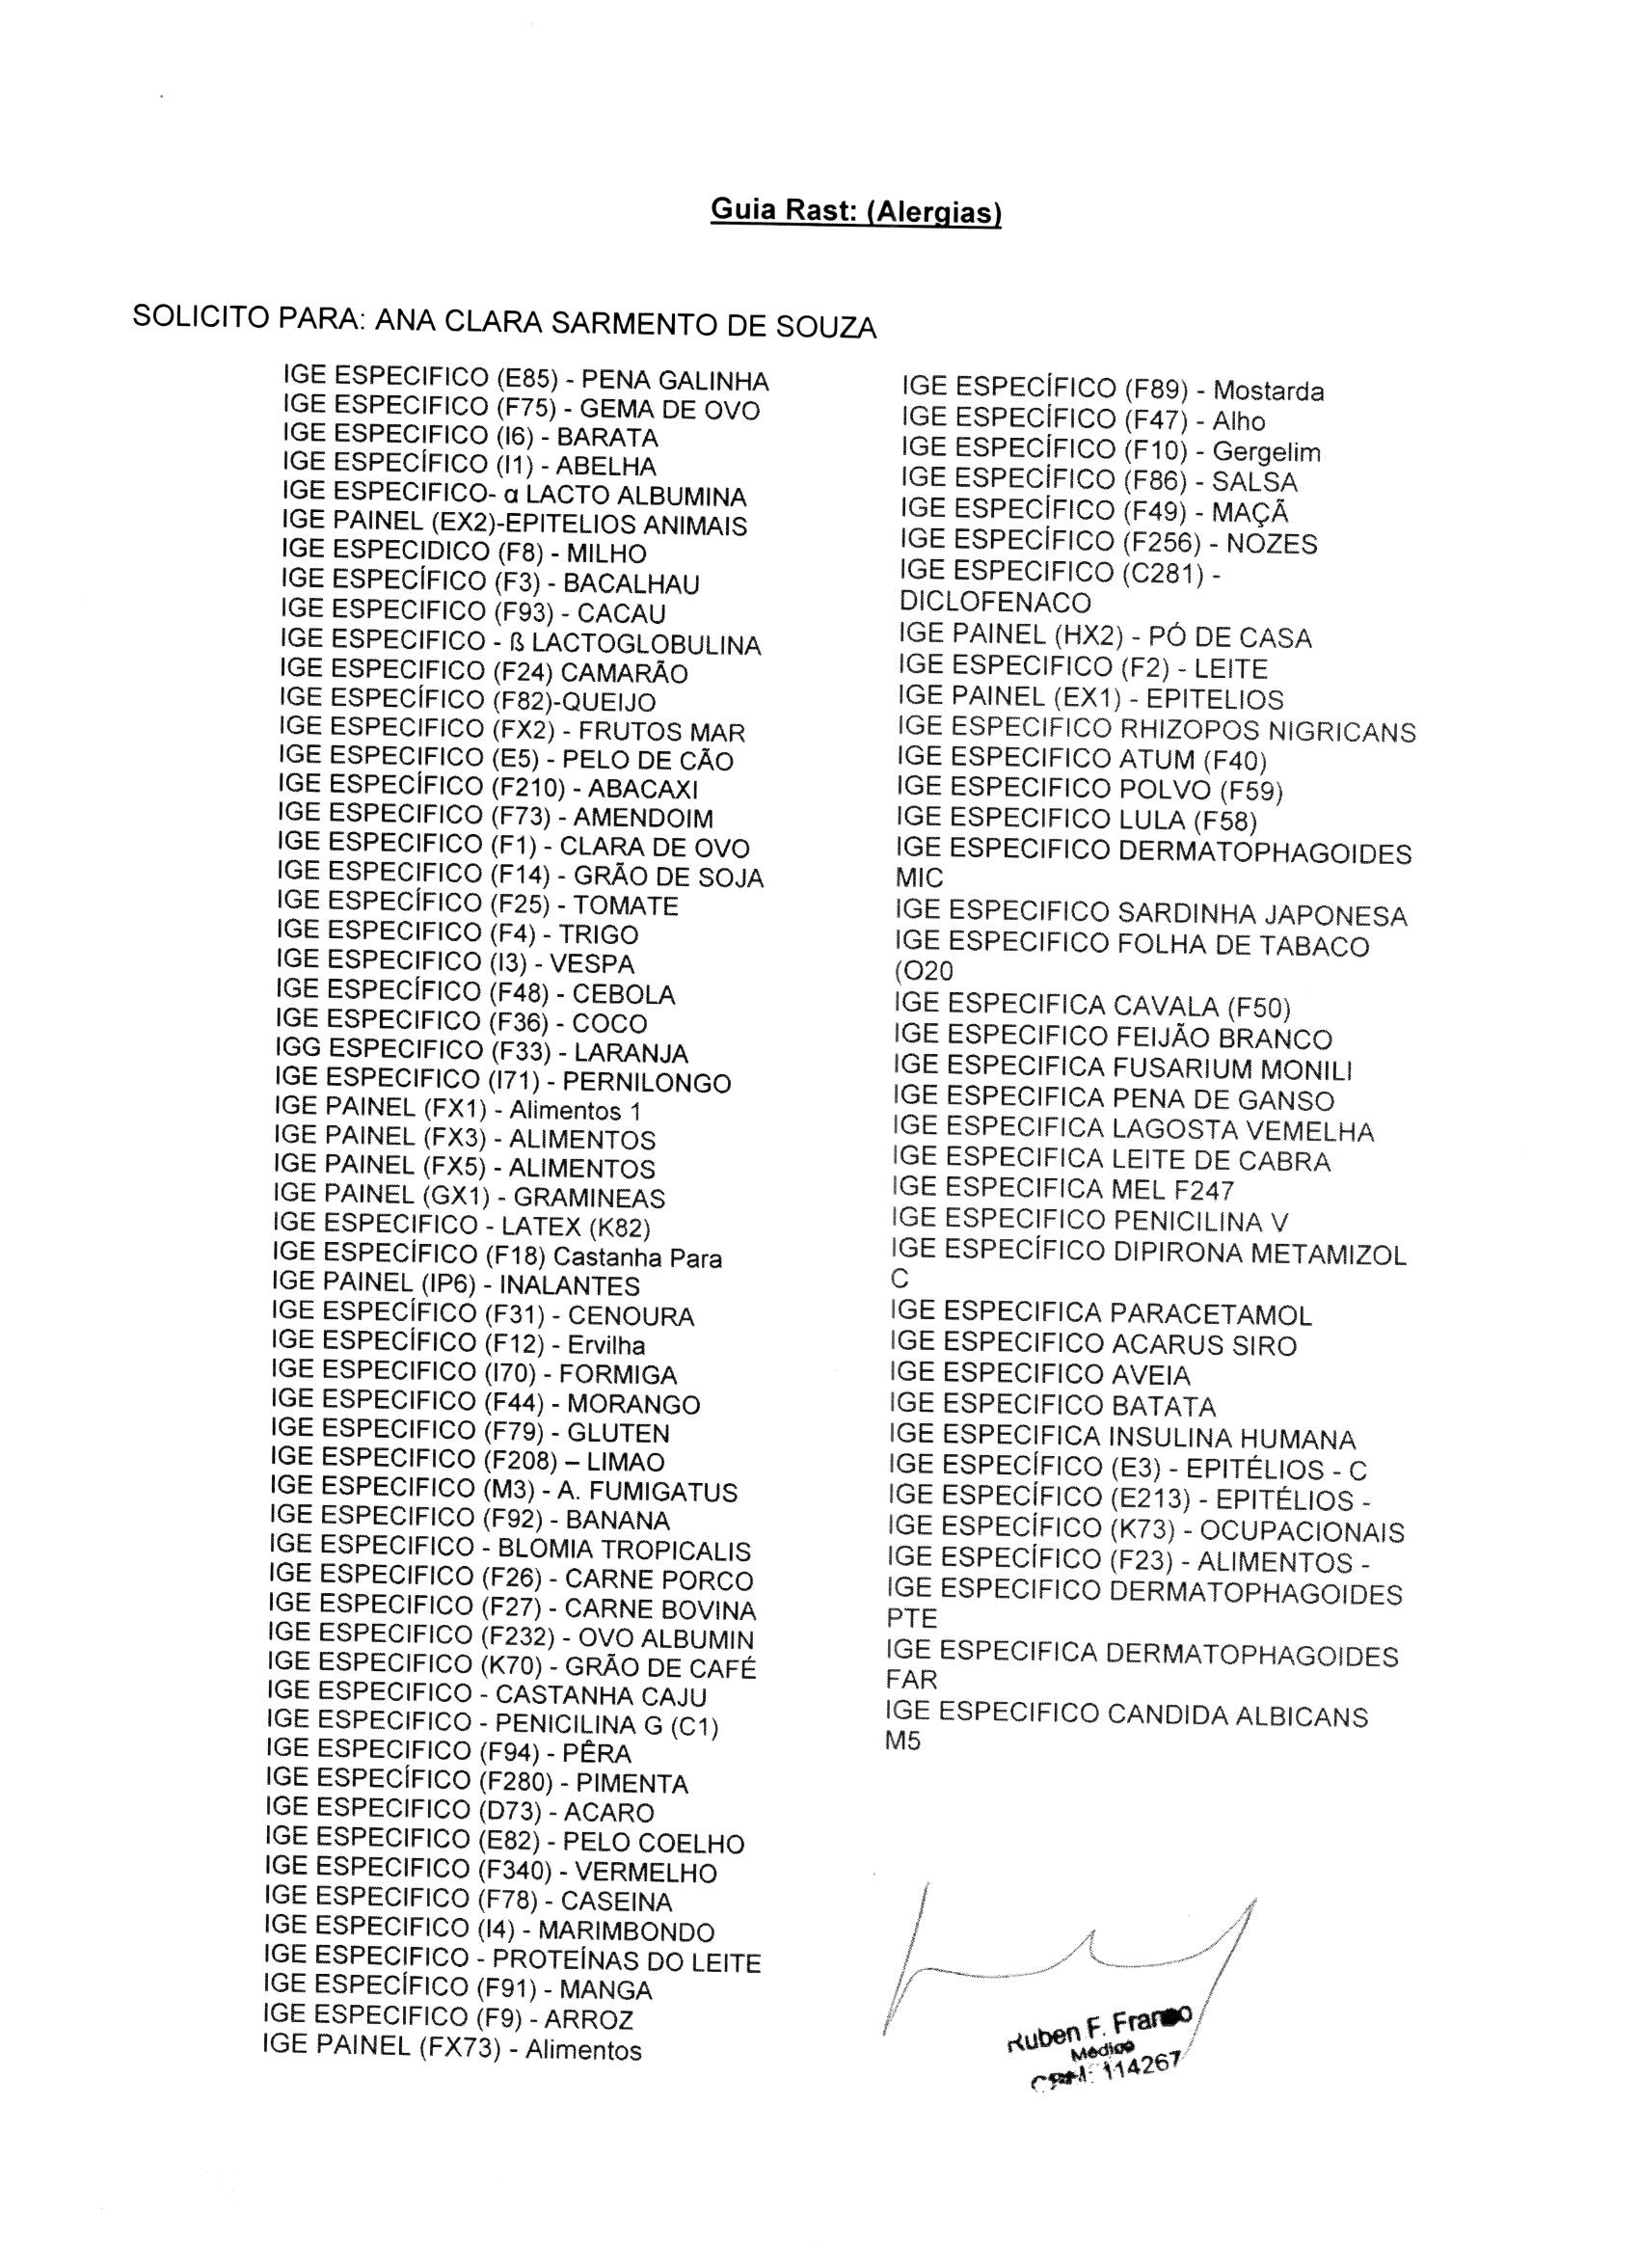 Guia Rast: (Alergias)
SOLICITO PARA: ANA CLARA SARMENTO DE SOUZA
IGE ESPECIFICO (E85) - PENA GALINHA
IGE ESPECIFICO (F75) - GEMA DE OVO
IGE ESPECIFICO (I6) - BARATA
IGE ESPECÍFICO (I1) - ABELHA
IGE ESPECIFICO- α LACTO ALBUMINA
IGE PAINEL (EX2)-EPITELIOS ANIMAIS
IGE ESPECIDICO (F8) - MILHO
IGE ESPECÍFICO (F3) - BACALHAU
IGE ESPECIFICO (F93) - CACAU
IGE ESPECIFICO - ß LACTOGLOBULINA
IGE ESPECIFICO (F24) CAMARÃO
IGE ESPECÍFICO (F82)-QUEIJO
IGE ESPECIFICO (FX2) - FRUTOS MAR
IGE ESPECIFICO (E5) - PELO DE CÃO
IGE ESPECÍFICO (F210) - ABACAXI
IGE ESPECIFICO (F73) - AMENDOIM
IGE ESPECIFICO (F1) - CLARA DE OVO
IGE ESPECIFICO (F14) - GRÃO DE SOJA
IGE ESPECÍFICO (F25) - TOMATE
IGE ESPECIFICO (F4) - TRIGO
IGE ESPECIFICO (I3) - VESPA
IGE ESPECÍFICO (F48) - CEBOLA
IGE ESPECIFICO (F36) - COCO
IGG ESPECIFICO (F33) - LARANJA
IGE ESPECIFICO (I71) - PERNILONGO
IGE PAINEL (FX1) - Alimentos 1
IGE PAINEL (FX3) - ALIMENTOS
IGE PAINEL (FX5) - ALIMENTOS
IGE PAINEL (GX1) - GRAMINEAS
IGE ESPECIFICO - LATEX (K82)
IGE ESPECÍFICO (F18) Castanha Para
IGE PAINEL (IP6) - INALANTES
IGE ESPECÍFICO (F31) - CENOURA
IGE ESPECÍFICO (F12) - Ervilha
IGE ESPECIFICO (I70) - FORMIGA
IGE ESPECIFICO (F44) - MORANGO
IGE ESPECIFICO (F79) - GLUTEN
IGE ESPECIFICO (F208) – LIMAO
IGE ESPECIFICO (M3) - A. FUMIGATUS
IGE ESPECIFICO (F92) - BANANA
IGE ESPECIFICO - BLOMIA TROPICALIS
IGE ESPECIFICO (F26) - CARNE PORCO
IGE ESPECIFICO (F27) - CARNE BOVINA
IGE ESPECIFICO (F232) - OVO ALBUMIN
IGE ESPECIFICO (K70) - GRÃO DE CAFÉ
IGE ESPECIFICO - CASTANHA CAJU
IGE ESPECIFICO - PENICILINA G (C1)
IGE ESPECIFICO (F94) - PÊRA
IGE ESPECÍFICO (F280) - PIMENTA
IGE ESPECIFICO (D73) - ACARO
IGE ESPECIFICO (E82) - PELO COELHO
IGE ESPECIFICO (F340) - VERMELHO
IGE ESPECIFICO (F78) - CASEINA
IGE ESPECIFICO (I4) - MARIMBONDO
IGE ESPECIFICO - PROTEÍNAS DO LEITE
IGE ESPECÍFICO (F91) - MANGA
IGE ESPECIFICO (F9) - ARROZ
IGE PAINEL (FX73) - Alimentos
IGE ESPECÍFICO (F89) - Mostarda
IGE ESPECÍFICO (F47) - Alho
IGE ESPECÍFICO (F10) - Gergelim
IGE ESPECÍFICO (F86) - SALSA
IGE ESPECÍFICO (F49) - MAÇÃ
IGE ESPECÍFICO (F256) - NOZES
IGE ESPECIFICO (C281) -
DICLOFENACO
IGE PAINEL (HX2) - PÓ DE CASA
IGE ESPECIFICO (F2) - LEITE
IGE PAINEL (EX1) - EPITELIOS
IGE ESPECIFICO RHIZOPOS NIGRICANS
IGE ESPECIFICO ATUM (F40)
IGE ESPECIFICO POLVO (F59)
IGE ESPECIFICO LULA (F58)
IGE ESPECIFICO DERMATOPHAGOIDES
MIC
IGE ESPECIFICO SARDINHA JAPONESA
IGE ESPECIFICO FOLHA DE TABACO
(O20
IGE ESPECIFICA CAVALA (F50)
IGE ESPECIFICO FEIJÃO BRANCO
IGE ESPECIFICA FUSARIUM MONILI
IGE ESPECIFICA PENA DE GANSO
IGE ESPECIFICA LAGOSTA VEMELHA
IGE ESPECIFICA LEITE DE CABRA
IGE ESPECIFICA MEL F247
IGE ESPECIFICO PENICILINA V
IGE ESPECÍFICO DIPIRONA METAMIZOL
C
IGE ESPECIFICA PARACETAMOL
IGE ESPECIFICO ACARUS SIRO
IGE ESPECIFICO AVEIA
IGE ESPECIFICO BATATA
IGE ESPECIFICA INSULINA HUMANA
IGE ESPECÍFICO (E3) - EPITÉLIOS - C
IGE ESPECÍFICO (E213) - EPITÉLIOS -
IGE ESPECÍFICO (K73) - OCUPACIONAIS
IGE ESPECÍFICO (F23) - ALIMENTOS -
IGE ESPECIFICO DERMATOPHAGOIDES
PTE
IGE ESPECIFICA DERMATOPHAGOIDES
FAR
IGE ESPECIFICO CANDIDA ALBICANS
M5
Ruben F. Franco
Médico
CRM: 114267